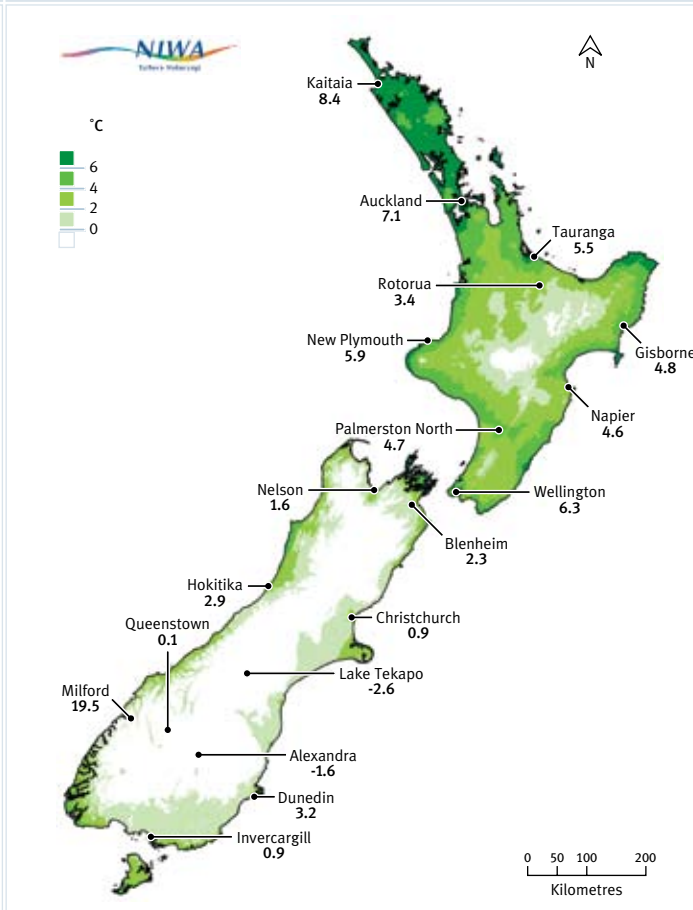 NIWA
Taihoro Nukurangi
N
°C
6
4
2
0
Kaitaia
8.4
Auckland
7.1
Tauranga
5.5
Rotorua
3.4
New Plymouth
5.9
Gisborne
4.8
Napier
4.6
Palmerston North
4.7
Nelson
1.6
Wellington
6.3
Blenheim
2.3
Hokitika
2.9
Christchurch
0.9
Queenstown
0.1
Lake Tekapo
-2.6
Milford
19.5
Alexandra
-1.6
Dunedin
3.2
Invercargill
0.9
0 50 100 200
Kilometres